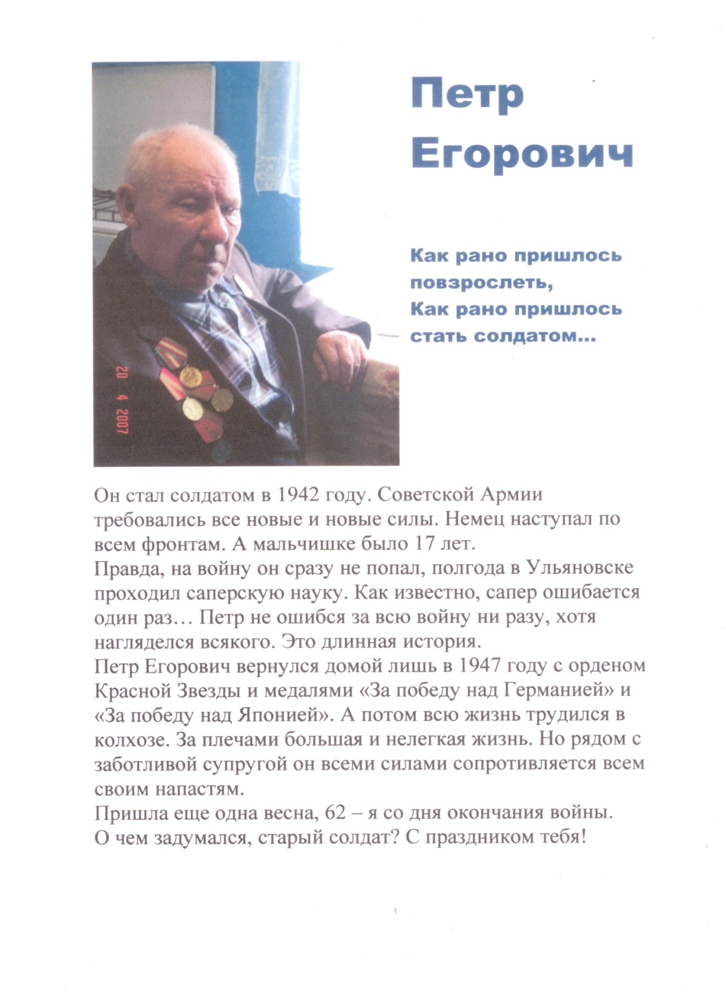 Петр
Егорович
Как рано пришлось
повзрослеть,
Как рано пришлось
стать солдатом...
20 4 2007
Он стал солдатом в 1942 году. Советской Армии
требовались все новые и новые силы. Немец наступал по
всем фронтам. А мальчишке было 17 лет.
Правда, на войну он сразу не попал, полгода в Ульяновске
проходил саперскую науку. Как известно, сапер ошибается
один раз… Петр не ошибся за всю войну ни разу, хотя
нагляделся всякого. Это длинная история.
Петр Егорович вернулся домой лишь в 1947 году с орденом
Красной Звезды и медалями «За победу над Германией» и
«За победу над Японией». А потом всю жизнь трудился в
колхозе. За плечами большая и нелегкая жизнь. Но рядом с
заботливой супругой он всеми силами сопротивляется всем
своим напастям.
Пришла еще одна весна, 62 – я со дня окончания войны.
О чем задумался, старый солдат? С праздником тебя!